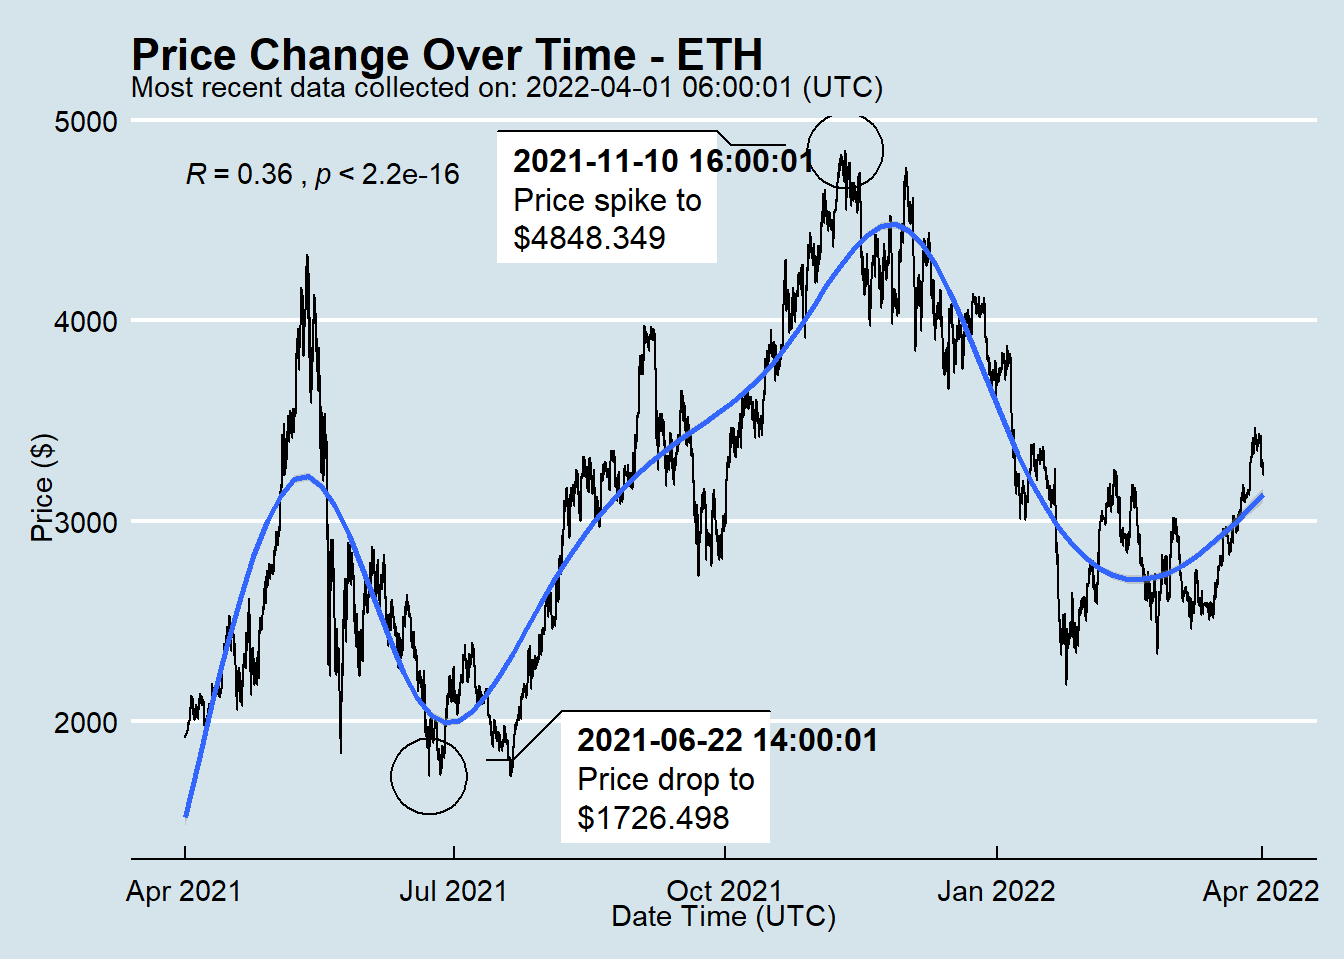 Price Change Over Time - ETH
Most recent data collected on: 2022-04-01 06:00:01 (UTC)
5000
R = 0.36 , p < 2.2e-16
2021-11-10 16:00:01
Price spike to
$4848.349
4000
Price ($)
3000
2000
2021-06-22 14:00:01
Price drop to
$1726.498
Apr 2021 Jul 2021 Oct 2021 Jan 2022 Apr 2022
Date Time (UTC)